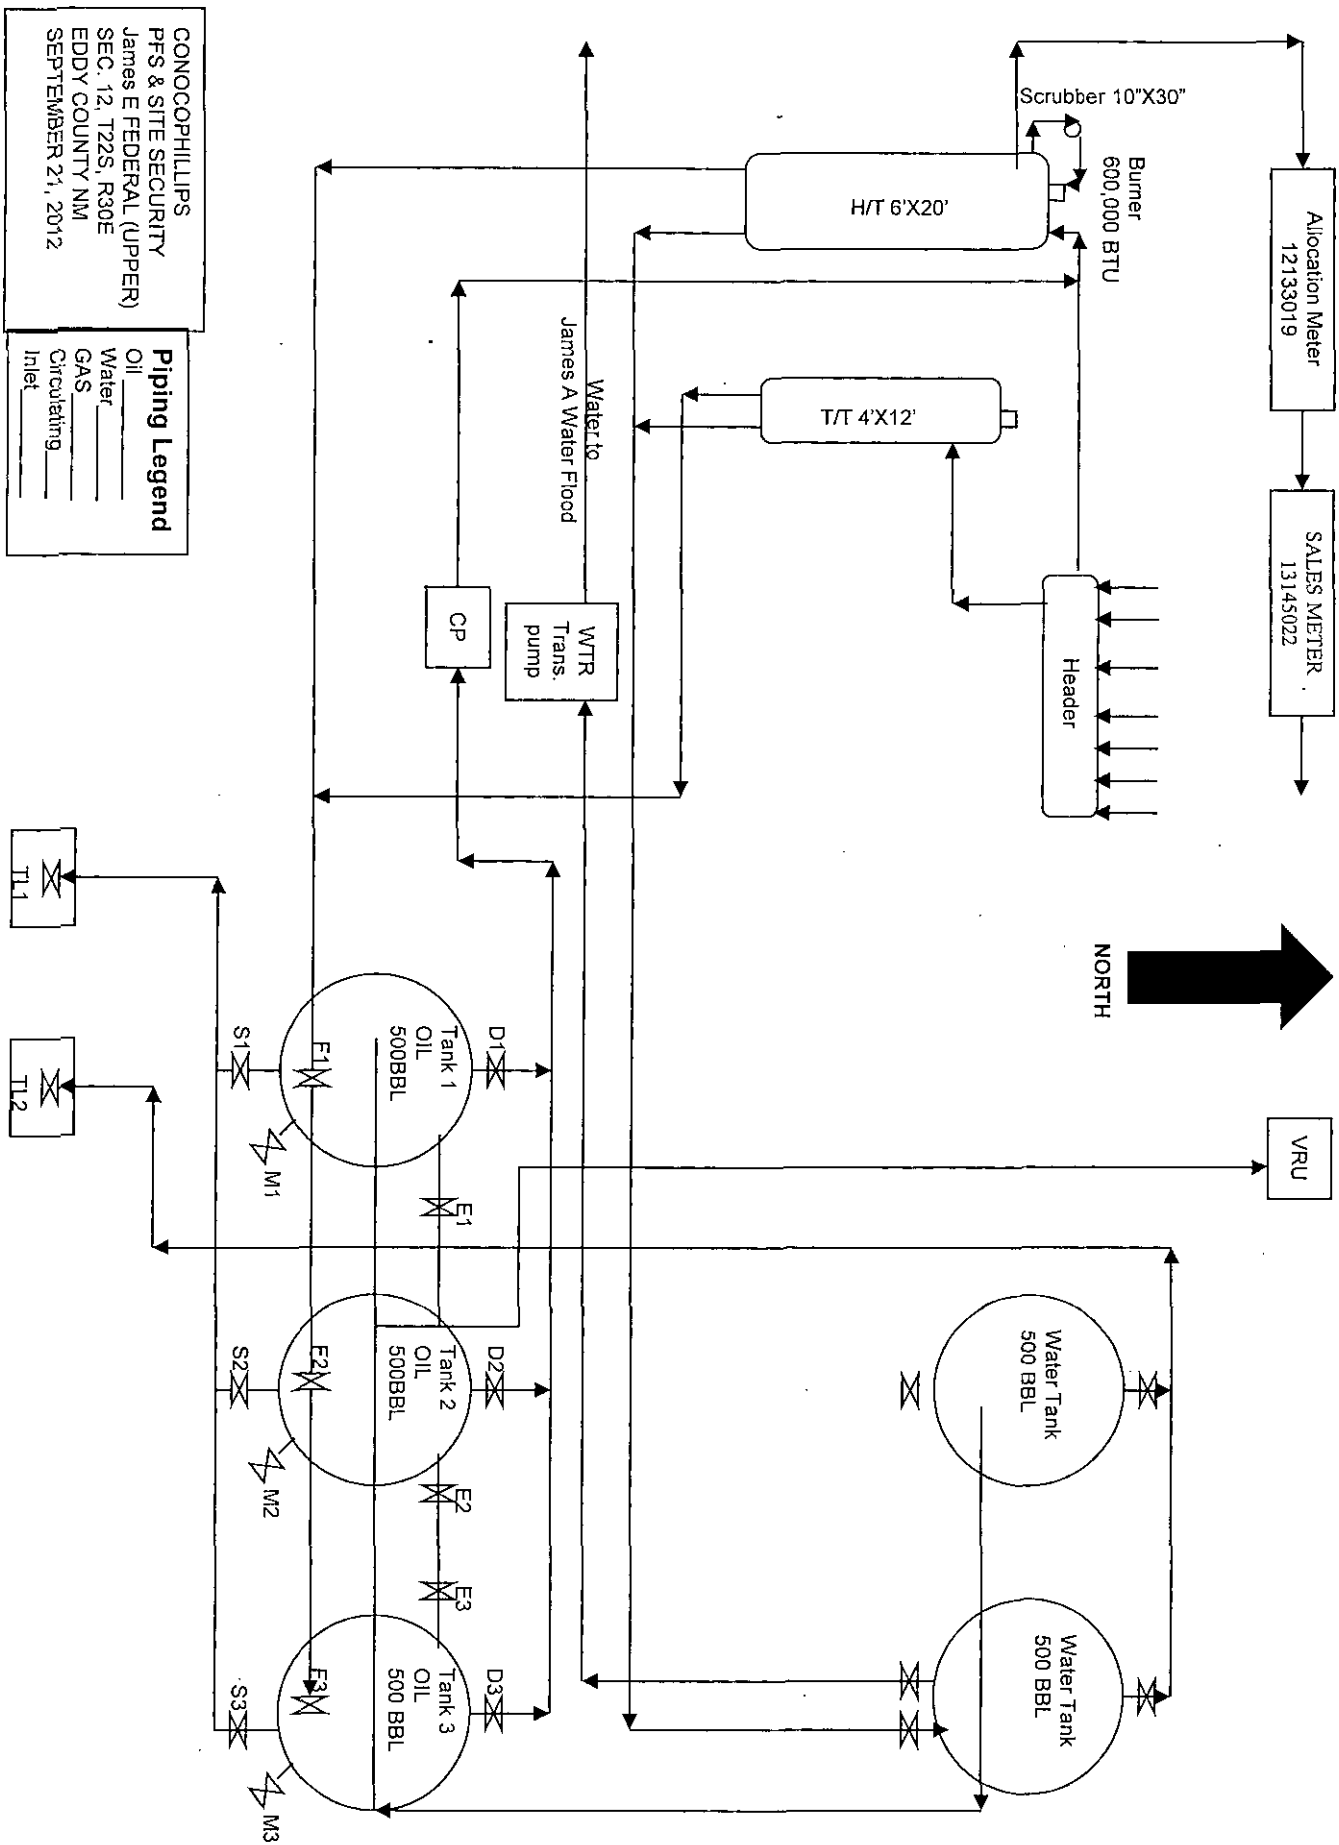 CONOCOPHILLIPS
PFS & SITE SECURITY
James E FEDERAL (UPPER)
SEC. 12, T22S, R30E
EDDY COUNTY NM
SEPTEMBER 21, 2012
Piping Legend
Oil
Water
GAS
Circulating
Inlet
Scrubber 10"X30"
Burner
600,000 BTU
H/T 6'X20'
Allocation Meter
12133019
SALES METER
13145022
T/T 4'X12'
Water to
James A Water Flood
CP
WTR
Trans.
pump
Header
NORTH
VRU
TL1
TL2
Tank 1
OIL
500BBL
D1
S1
F1
M1
E1
Tank 2
OIL
500BBL
D2
S2
F2
M2
E2
E3
Tank 3
OIL
500 BBL
D3
S3
F3
M3
Water Tank
500 BBL
Water Tank
500 BBL